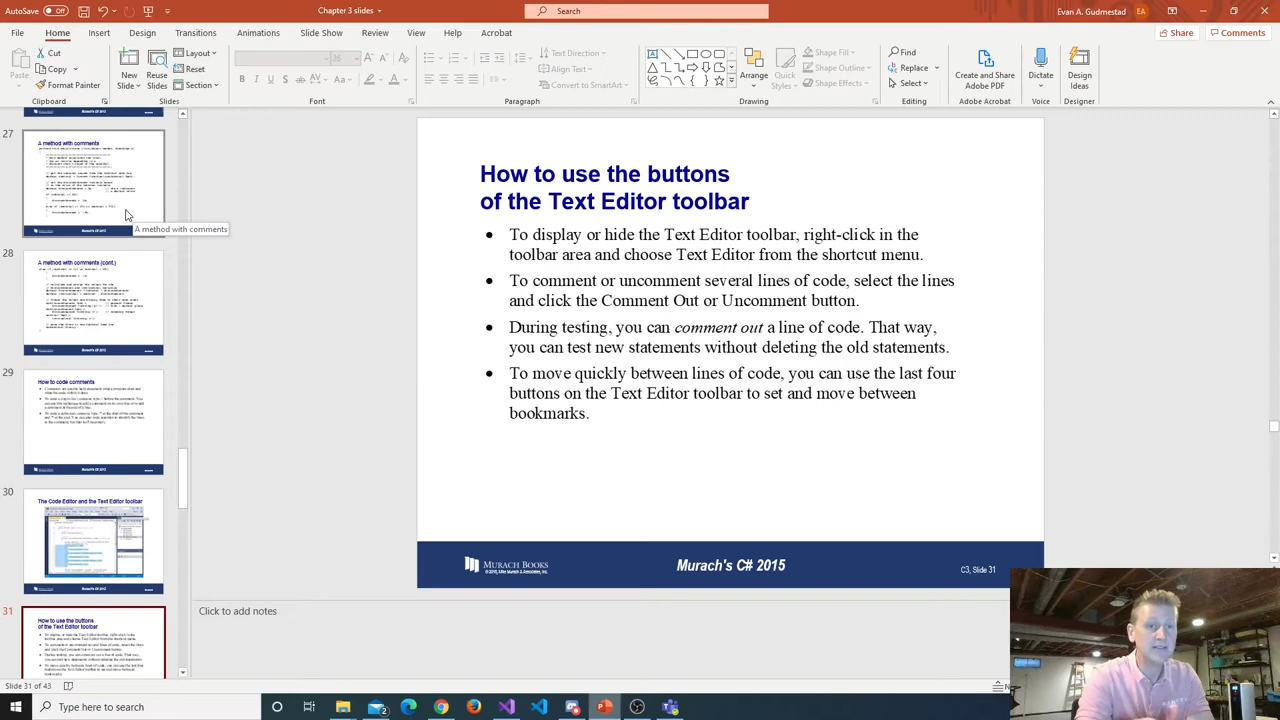 AutoSave Off
Chapter 3 slides
Search
Yan A. Gudmestad
File Home Insert Design Transitions Animations Slide Show Review View Help Acrobat
Share Comments
Paste
Cut
Copy
Format Painter
Clipboard
New
Slide
Reuse
Slides
Layout
Reset
Section
Slides
36
B I U S ab AV Aa
Font
Text Direction
Align Text
Convert to SmartArt
Paragraph
Arrange
Quick
Styles
Shape Fill
Shape Outline
Shape Effects
Drawing
Find
Replace
Select
Editing
Create and Share
Adobe PDF
Adobe Acrobat
Dictate
Voice
Design
Ideas
Designer
27
A method with comments
A method with comments
28
A method with comments (cont.)
29
How to code comments
30
The Code Editor and the Text Editor toolbar
31
How to use the buttons
of the Text Editor toolbar
How to use the buttons
of the Text Editor toolbar
• To display or hide the Text Editor toolbar, right-click in the
toolbar area and choose Text Editor from the shortcut menu.
• To comment or uncomment several lines of code, select the lines
and click the Comment Out or Uncomment button.
• During testing, you can comment out a line of code. That way,
you can test new statements without deleting the old statements.
• To move quickly between lines of code, you can use the last four
buttons on the Text Editor toolbar to set and move between
bookmarks.
MURACH BOOKS
© 2016, Mike Murach & Associates, Inc.
Murach's C# 2015
C3, Slide 31
Click to add notes
Slide 31 of 43
Type here to search
2